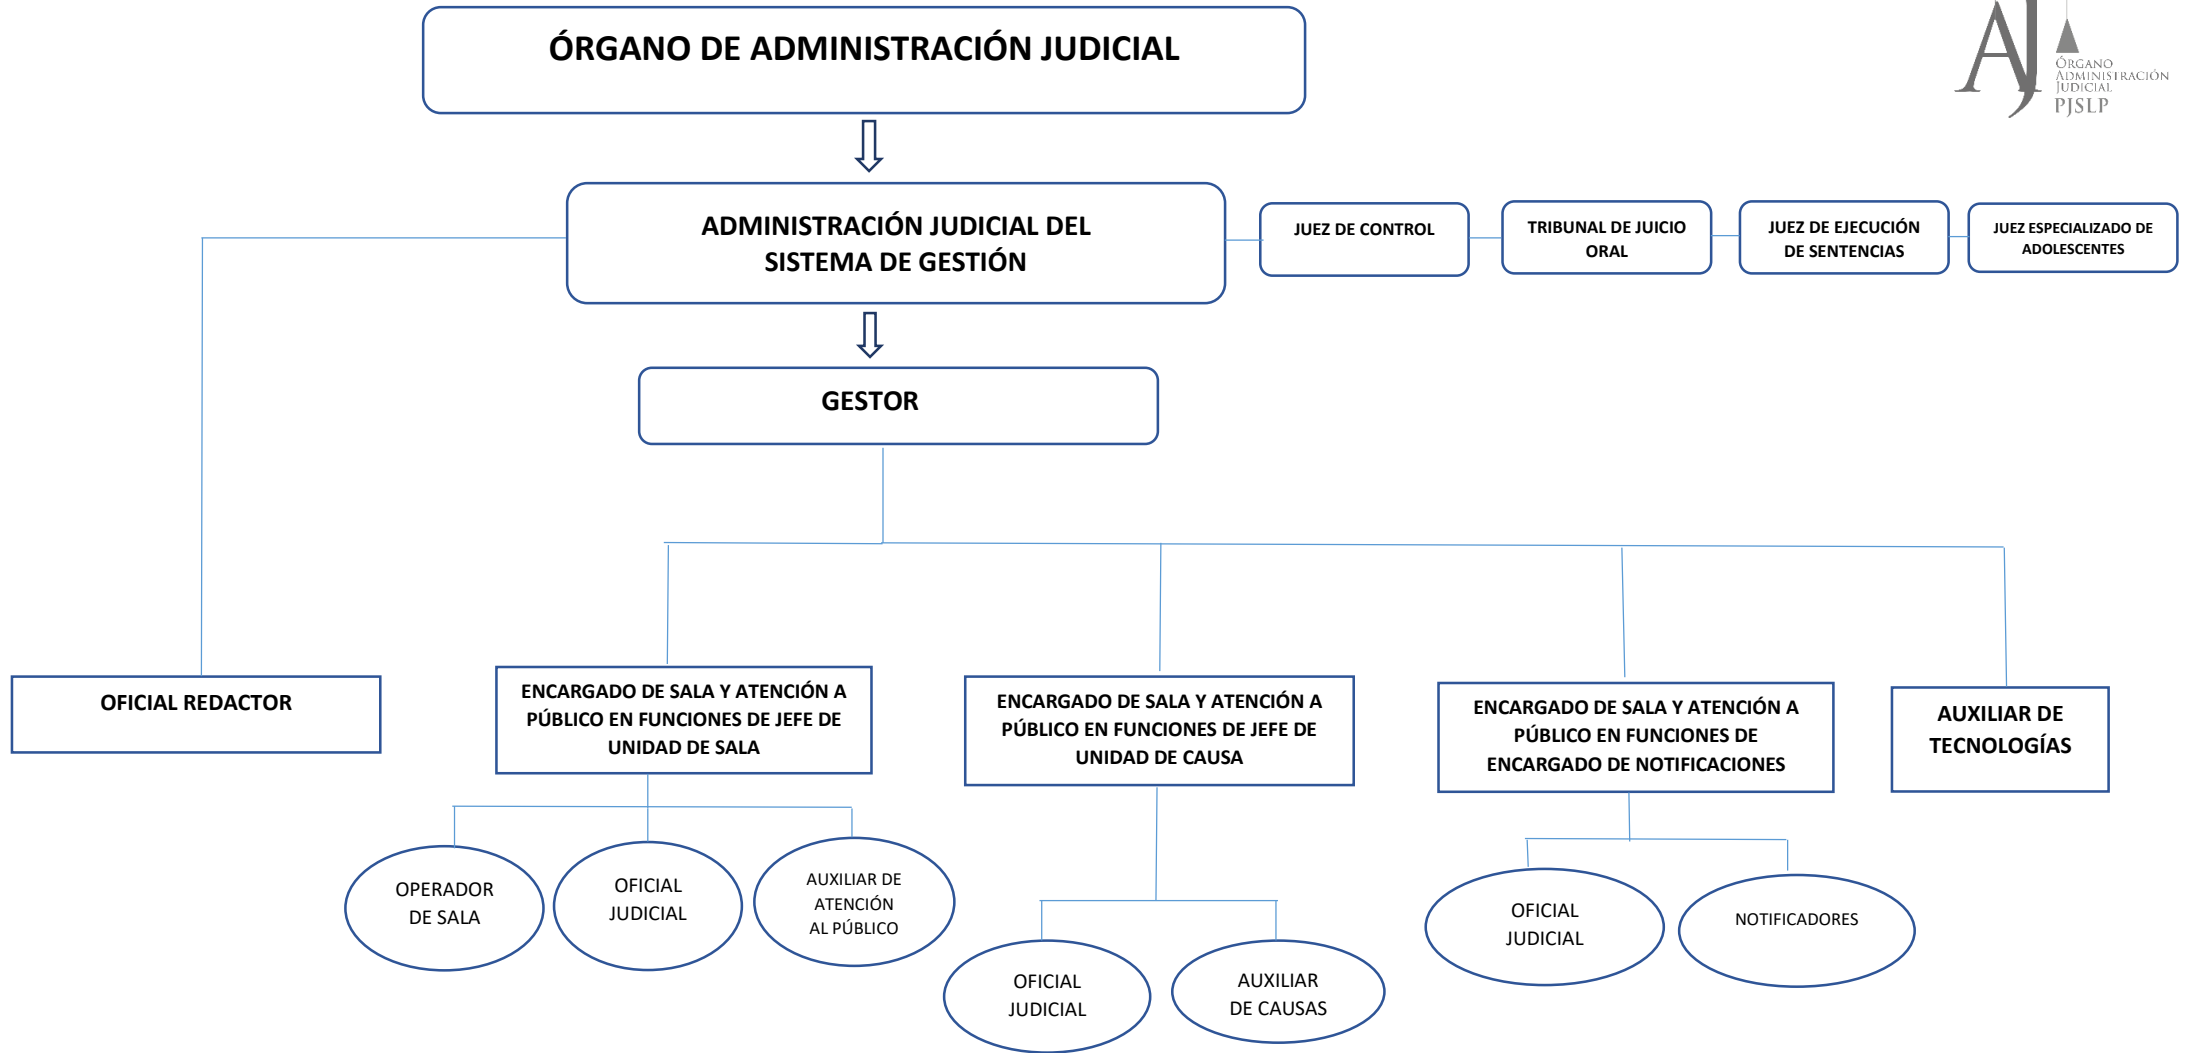 ÓRGANO DE ADMINISTRACIÓN JUDICIAL
AJ
ÓRGANO
ADMINISTRACIÓN
JUDICIAL
PJSLP
ADMINISTRACIÓN JUDICIAL DEL
SISTEMA DE GESTIÓN
JUEZ DE CONTROL
TRIBUNAL DE JUICIO
ORAL
JUEZ DE EJECUCIÓN
DE SENTENCIAS
JUEZ ESPECIALIZADO DE
ADOLESCENTES
GESTOR
OFICIAL REDACTOR
ENCARGADO DE SALA Y ATENCIÓN A
PÚBLICO EN FUNCIONES DE JEFE DE
UNIDAD DE SALA
ENCARGADO DE SALA Y ATENCIÓN A
PÚBLICO EN FUNCIONES DE JEFE DE
UNIDAD DE CAUSA
ENCARGADO DE SALA Y ATENCIÓN A
PÚBLICO EN FUNCIONES DE
ENCARGADO DE NOTIFICACIONES
AUXILIAR DE
TECNOLOGÍAS
OPERADOR
DE SALA
OFICIAL
JUDICIAL
AUXILIAR DE
ATENCIÓN
AL PÚBLICO
OFICIAL
JUDICIAL
AUXILIAR
DE CAUSAS
OFICIAL
JUDICIAL
NOTIFICADORES